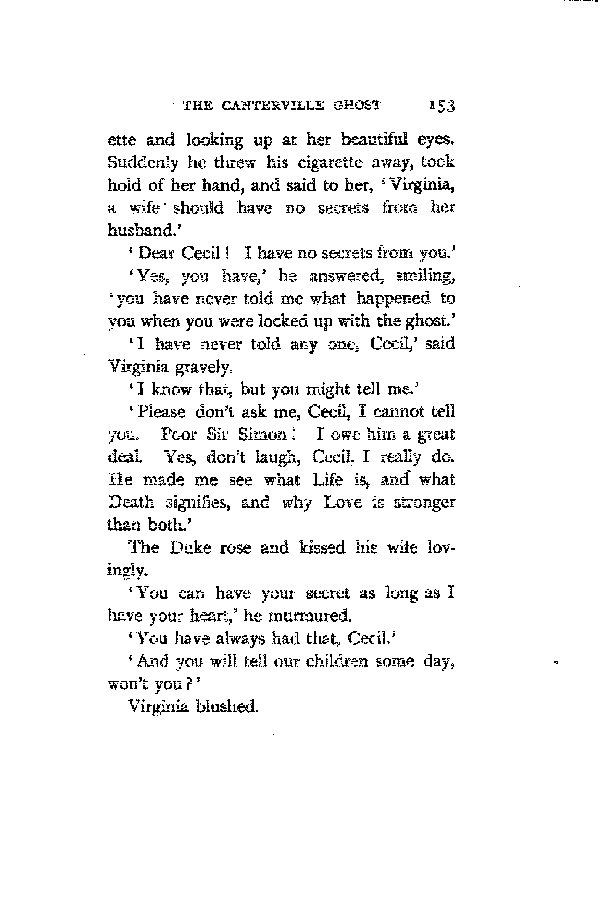 THE CANTERVILLE GHOST 153
ette and looking up at her beautiful eyes.
Suddenly he threw his cigarette away, took
hold of her hand, and said to her, ‘Virginia,
a wife should have no secrets from her
husband.’
‘Dear Cecil! I have no secrets from you.’
‘Yes, you have,’ he answered, smiling,
‘you have never told me what happened to
you when you were locked up with the ghost.’
‘I have never told any one, Cecil,’ said
Virginia gravely.
‘I know that, but you might tell me.’
‘Please don’t ask me, Cecil, I cannot tell
you. Poor Sir Simon! I owe him a great
deal. Yes, don’t laugh, Cecil. I really do.
He made me see what Life is, and what
Death signifies, and why Love is stronger
than both.’
The Duke rose and kissed his wife lov-
ingly.
‘You can have your secret as long as I
have your heart,’ he murmured.
‘You have always had that, Cecil.’
‘And you will tell our children some day,
won’t you?’
Virginia blushed.